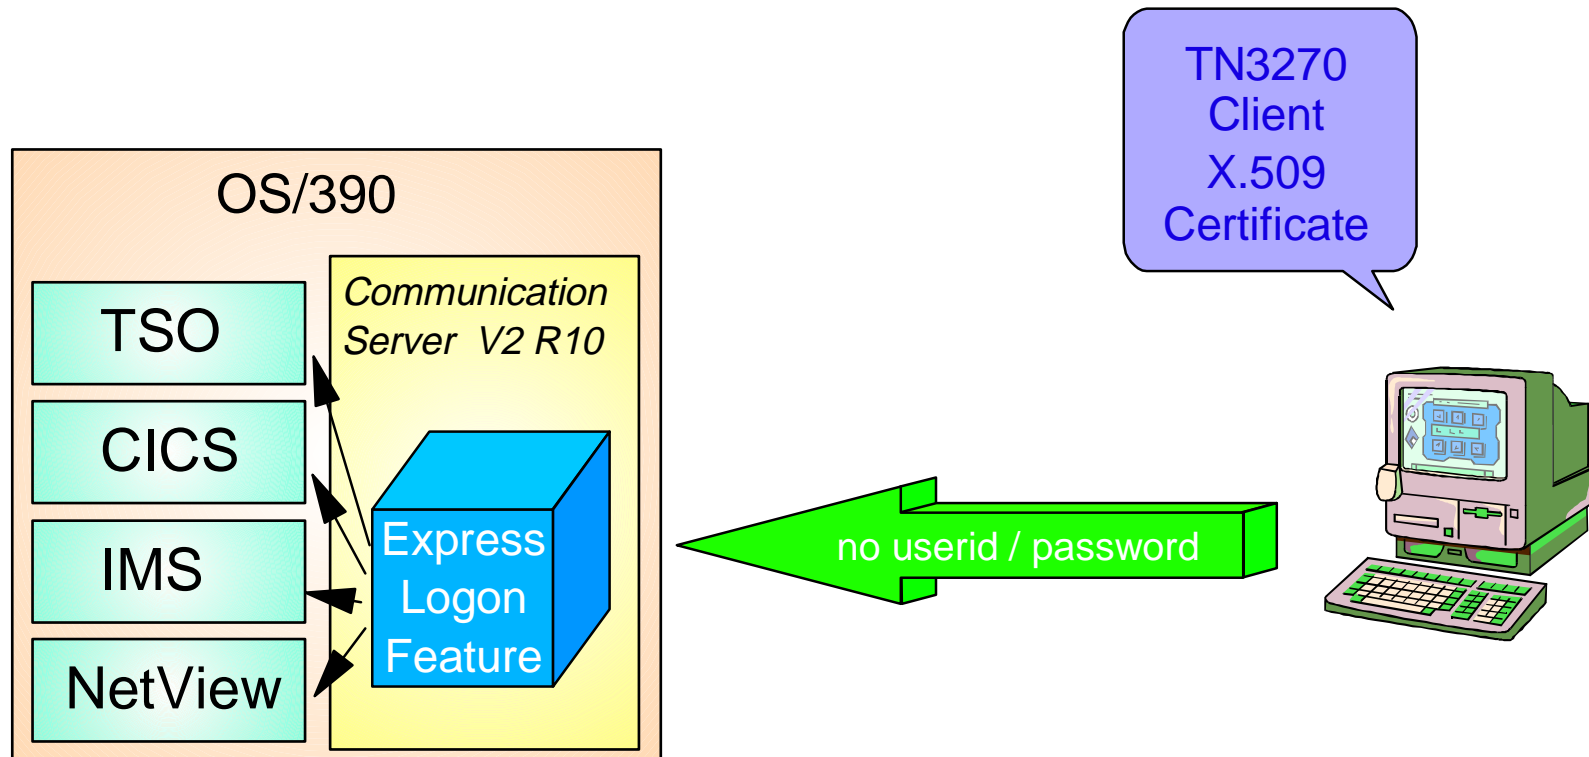 TN3270
Client
X.509
Certificate
OS/390
Communication
Server V2 R10
TSO
CICS
IMS
NetView
Express
Logon
Feature
no userid / password